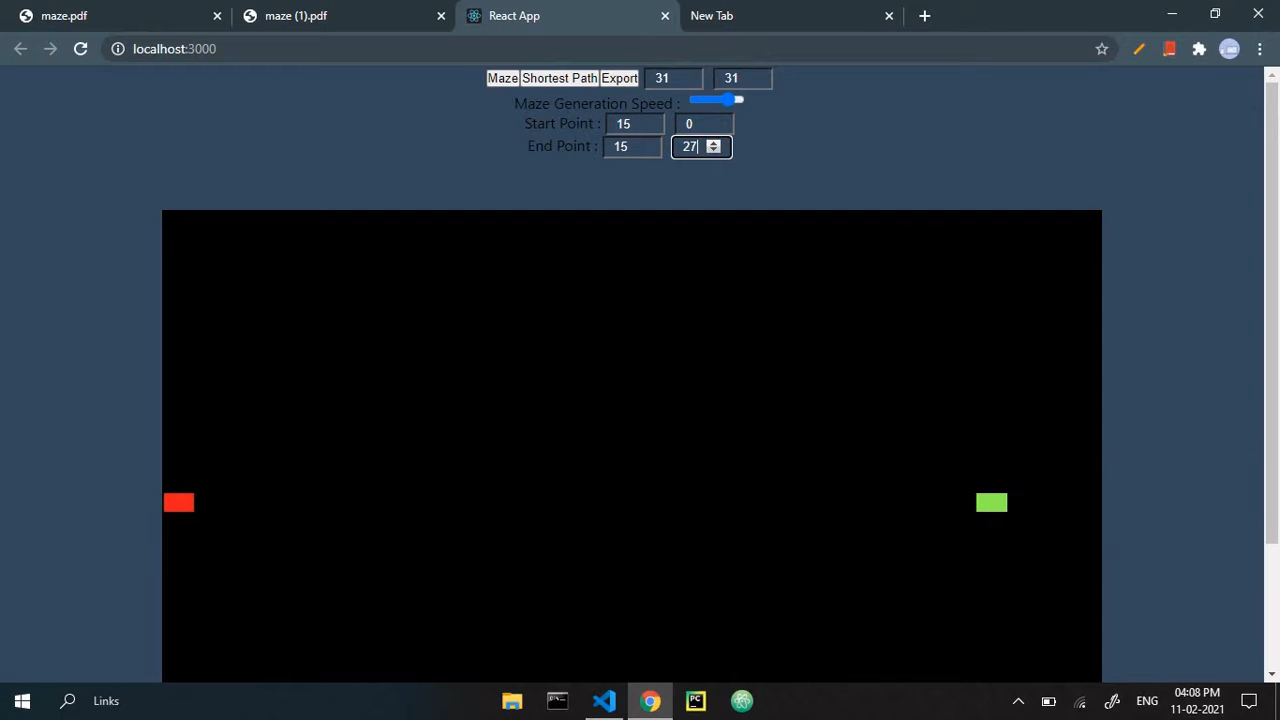 maze.pdf
maze (1).pdf
React App
New Tab
localhost:3000
Maze Shortest Path Export 31 31
Maze Generation Speed :
Start Point : 15 0
End Point : 15 27
Links
PC
ENG
04:08 PM
11-02-2021